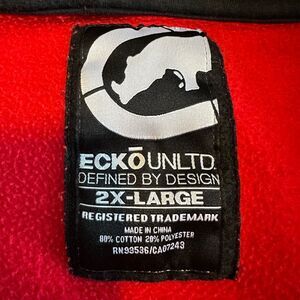 ECKŌ UNLTD.
DEFINED BY DESIGN
2X-LARGE
REGISTERED TRADEMARK
MADE IN CHINA
80% COTTON 20% POLYESTER
RN93536/CA07243